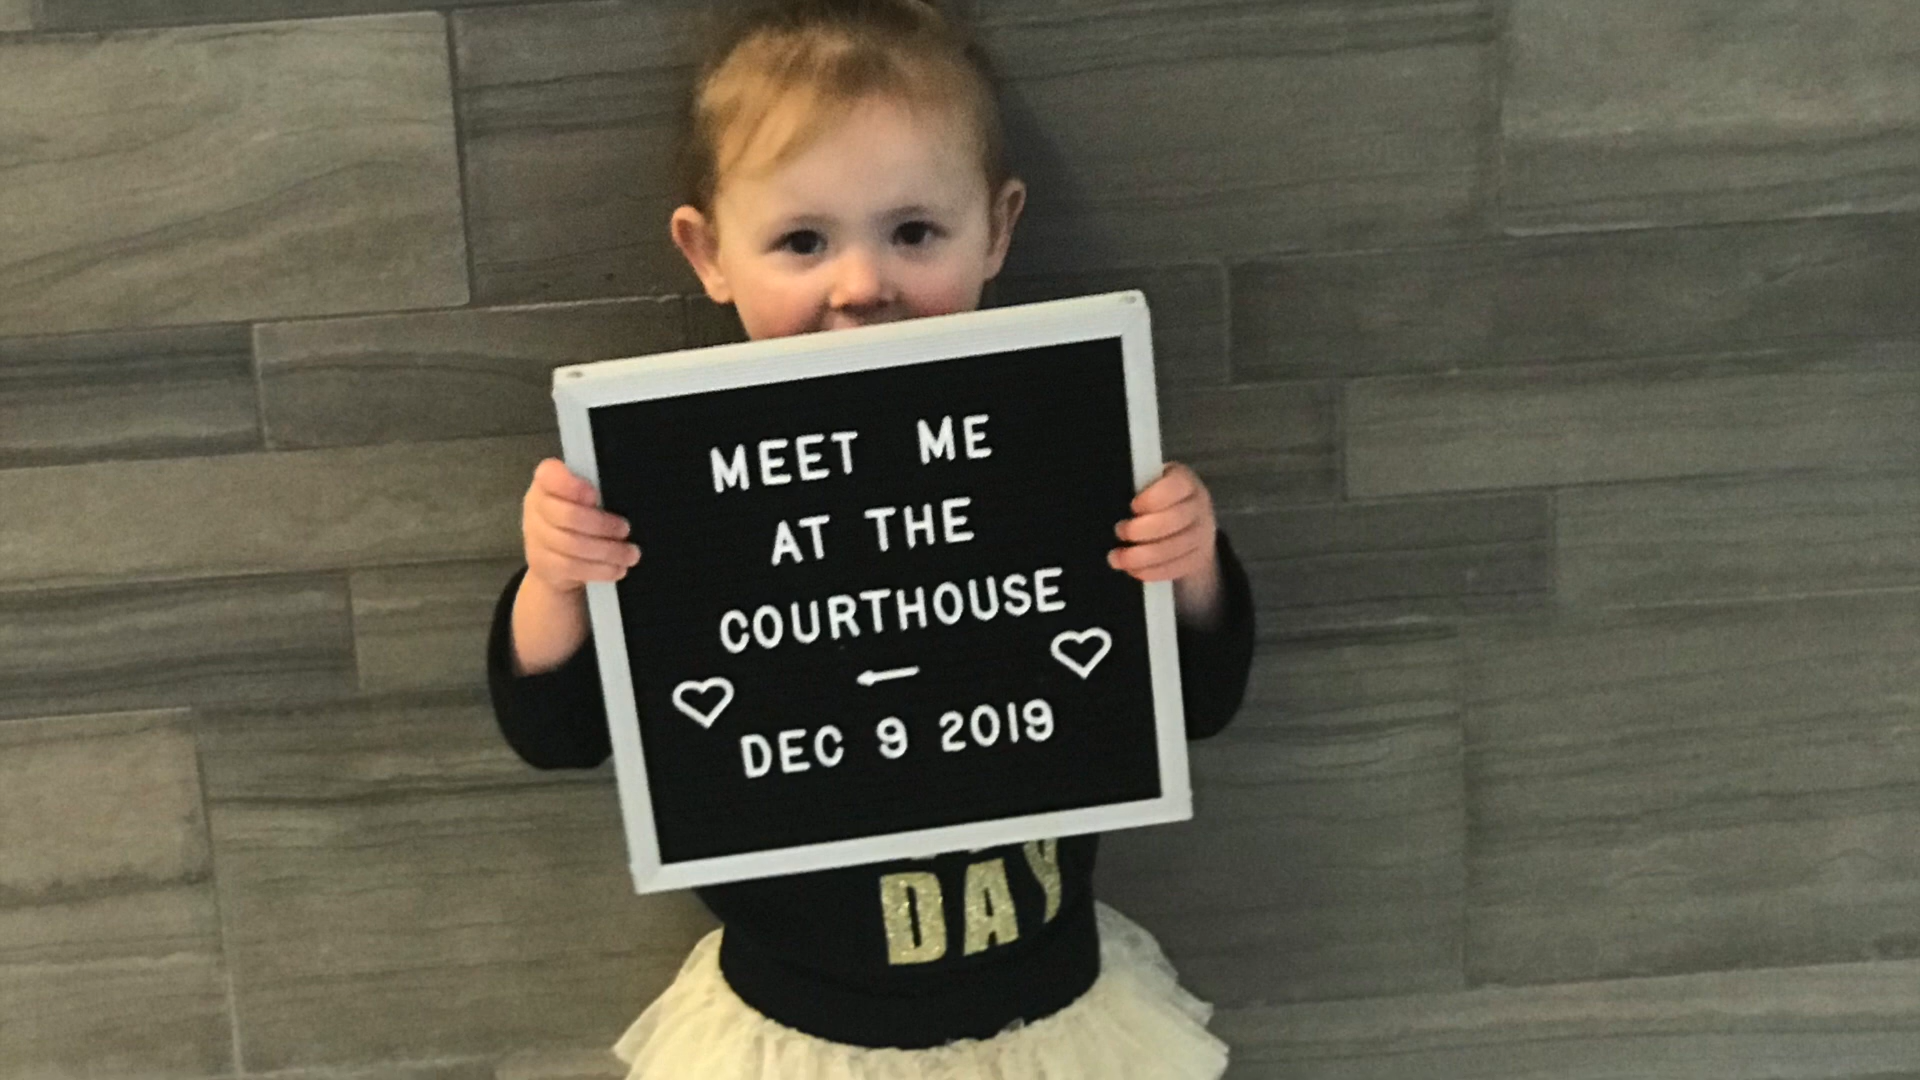 MEET ME
AT THE
COURTHOUSE
DEC 9 2019
DAY